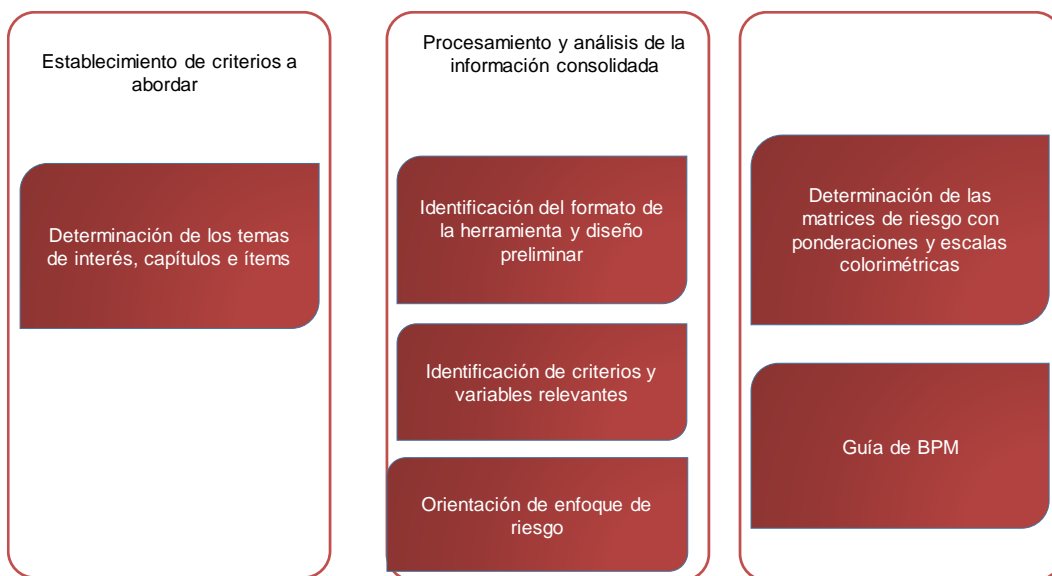 Establecimiento de criterios a
abordar
Determinación de los temas
de interés, capítulos e ítems
Procesamiento y análisis de la
información consolidada
Identificación del formato de
la herramienta y diseño
preliminar
Identificación de criterios y
variables relevantes
Orientación de enfoque de
riesgo
Determinación de las
matrices de riesgo con
ponderaciones y escalas
colorimétricas
Guía de BPM